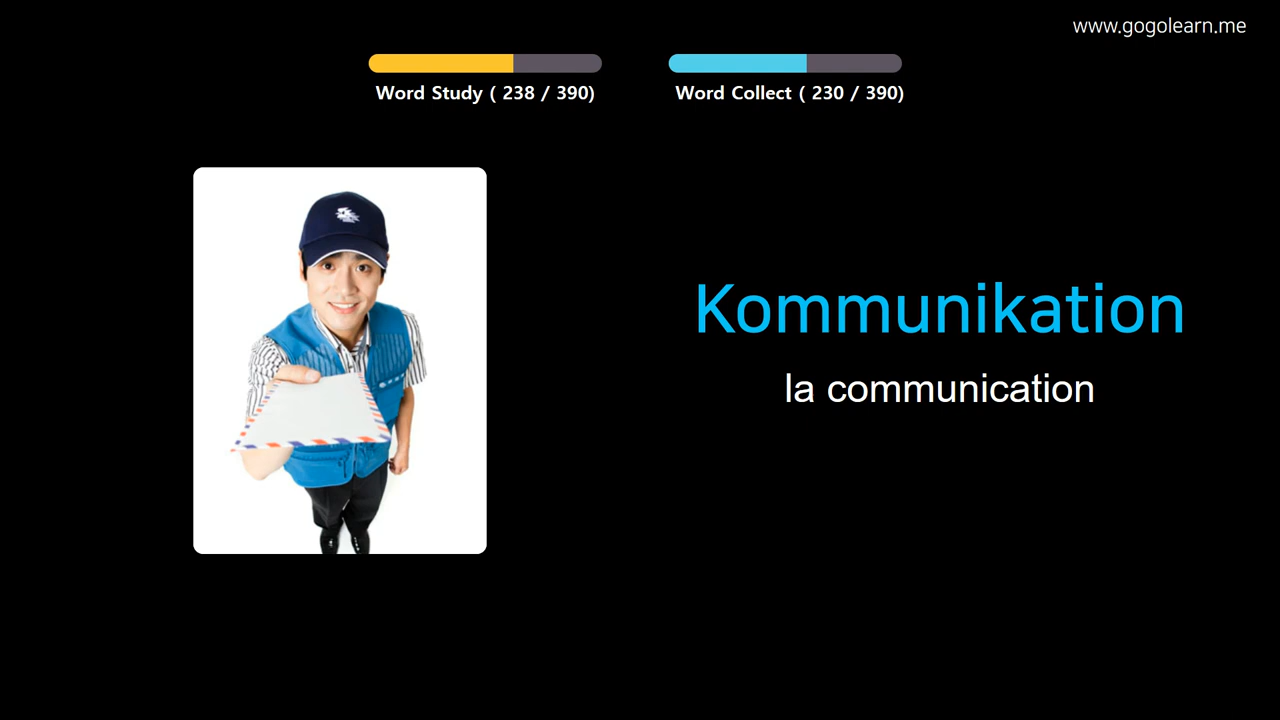 www.gogolearn.me
Word Study ( 238 / 390)
Word Collect ( 230 / 390)
Kommunikation
la communication